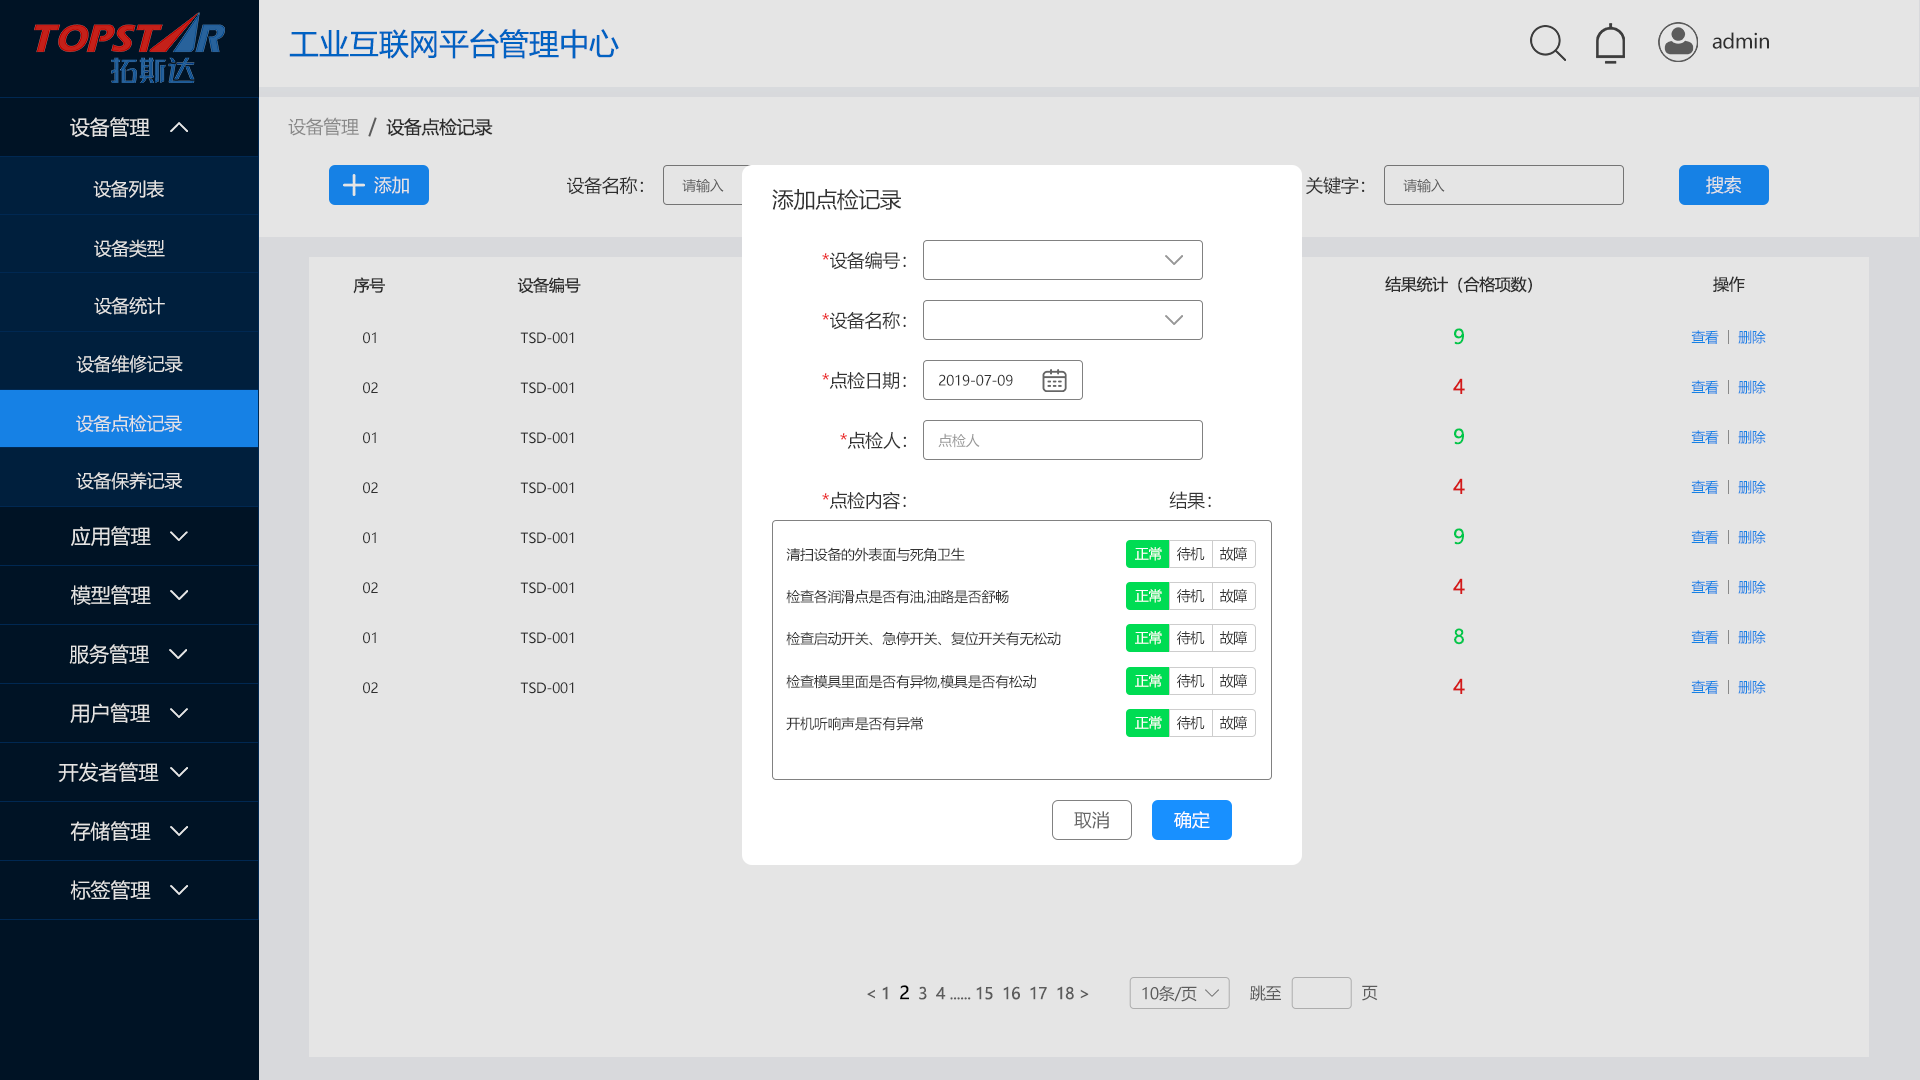 TOPSTAR
拓斯达
工业互联网平台管理中心
admin
设备管理
设备列表
设备类型
设备统计
设备维修记录
设备点检记录
设备保养记录
应用管理
模型管理
服务管理
用户管理
开发者管理
存储管理
标签管理
设备管理 / 设备点检记录
添加
设备名称： 请输入
关键字： 请输入
搜索
序号 设备编号 结果统计（合格项数） 操作
01 TSD-001 9 查看 | 删除
02 TSD-001 4 查看 | 删除
01 TSD-001 9 查看 | 删除
02 TSD-001 4 查看 | 删除
01 TSD-001 9 查看 | 删除
02 TSD-001 4 查看 | 删除
01 TSD-001 8 查看 | 删除
02 TSD-001 4 查看 | 删除
添加点检记录
*设备编号：
*设备名称：
*点检日期： 2019-07-09
*点检人： 点检人
*点检内容： 结果：
清扫设备的外表面与死角卫生 正常 待机 故障
检查各润滑点是否有油,油路是否舒畅 正常 待机 故障
检查启动开关、急停开关、复位开关有无松动 正常 待机 故障
检查模具里面是否有异物,模具是否有松动 正常 待机 故障
开机听响声是否有异常 正常 待机 故障
取消 确定
< 1 2 3 4 ...... 15 16 17 18 > 10条/页 跳至 页